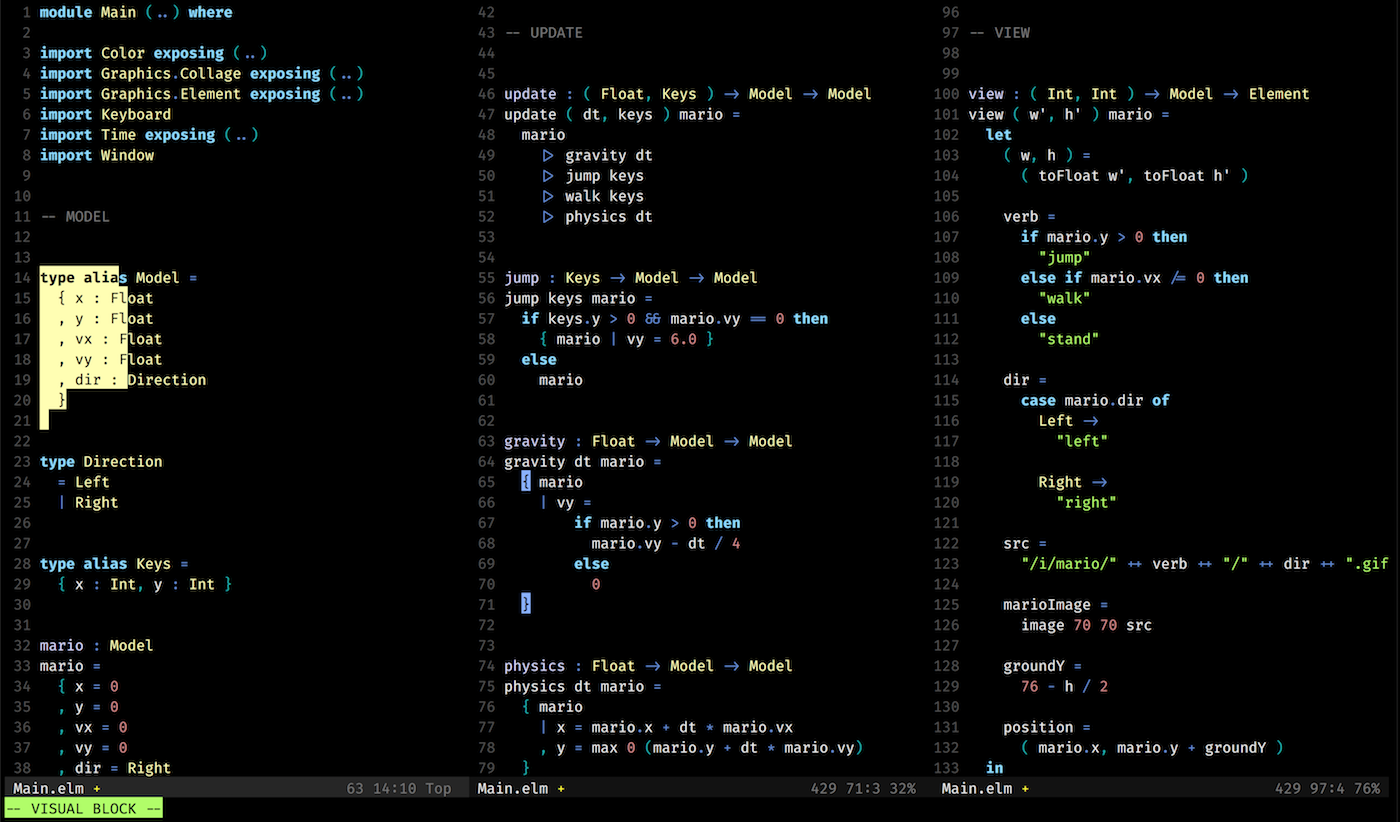 1 module Main (..) where
2
3 import Color exposing (..)
4 import Graphics.Collage exposing (..)
5 import Graphics.Element exposing (..)
6 import Keyboard
7 import Time exposing (..)
8 import Window
9
10
11 -- MODEL
12
13
14 type alias Model =
15   { x : Float
16   , y : Float
17   , vx : Float
18   , vy : Float
19   , dir : Direction
20   }
21
22
23 type Direction
24   = Left
25   | Right
26
27
28 type alias Keys =
29   { x : Int, y : Int }
30
31
32 mario : Model
33 mario =
34   { x = 0
35   , y = 0
36   , vx = 0
37   , vy = 0
38   , dir = Right
Main.elm + 63 14:10 Top
42
43 -- UPDATE
44
45
46 update : ( Float, Keys ) → Model → Model
47 update ( dt, keys ) mario =
48   mario
49     ▷ gravity dt
50     ▷ jump keys
51     ▷ walk keys
52     ▷ physics dt
53
54
55 jump : Keys → Model → Model
56 jump keys mario =
57   if keys.y > 0 && mario.vy == 0 then
58     { mario | vy = 6.0 }
59   else
60     mario
61
62
63 gravity : Float → Model → Model
64 gravity dt mario =
65   { mario
66     | vy =
67         if mario.y > 0 then
68           mario.vy - dt / 4
69         else
70           0
71   }
72
73
74 physics : Float → Model → Model
75 physics dt mario =
76   { mario
77     | x = mario.x + dt * mario.vx
78     , y = max 0 (mario.y + dt * mario.vy)
79   }
Main.elm + 429 71:3 32%
96
97 -- VIEW
98
99
100 view : ( Int, Int ) → Model → Element
101 view ( w', h' ) mario =
102   let
103     ( w, h ) =
104       ( toFloat w', toFloat h' )
105
106     verb =
107       if mario.y > 0 then
108         "jump"
109       else if mario.vx /= 0 then
110         "walk"
111       else
112         "stand"
113
114     dir =
115       case mario.dir of
116         Left →
117           "left"
118
119         Right →
120           "right"
121
122     src =
123       "/i/mario/" ++ verb ++ "/" ++ dir ++ ".gif
124
125     marioImage =
126       image 70 70 src
127
128     groundY =
129       76 - h / 2
130
131     position =
132       ( mario.x, mario.y + groundY )
133   in
Main.elm + 429 97:4 76%
-- VISUAL BLOCK --